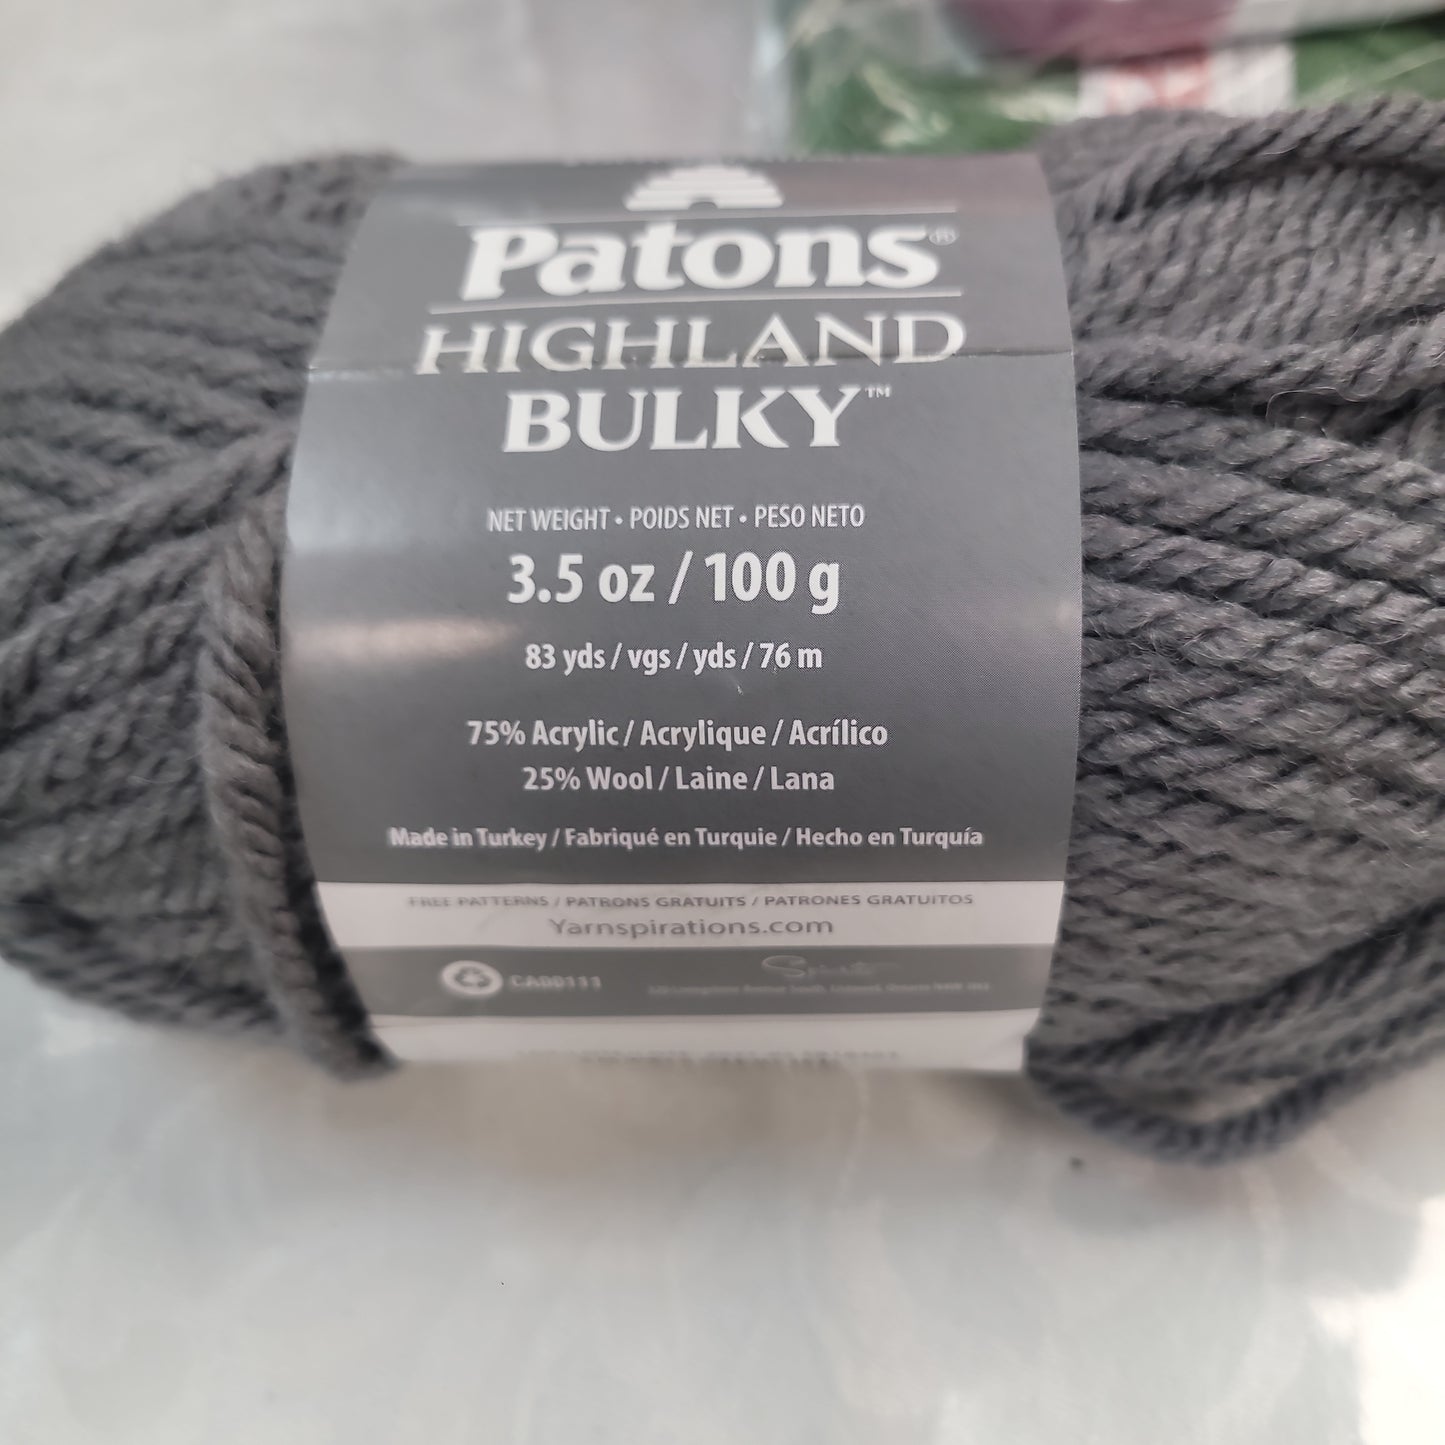 Patons®
HIGHLAND
BULKY™
NET WEIGHT • POIDS NET • PESO NETO
3.5 oz / 100 g
83 yds / vgs / yds / 76 m
75% Acrylic / Acrylique / Acrílico
25% Wool / Laine / Lana
Made in Turkey / Fabriqué en Turquie / Hecho en Turquía
FREE PATTERNS / PATRONS GRATUITS / PATRONES GRATUITOS
Yarnspirations.com
CA00111